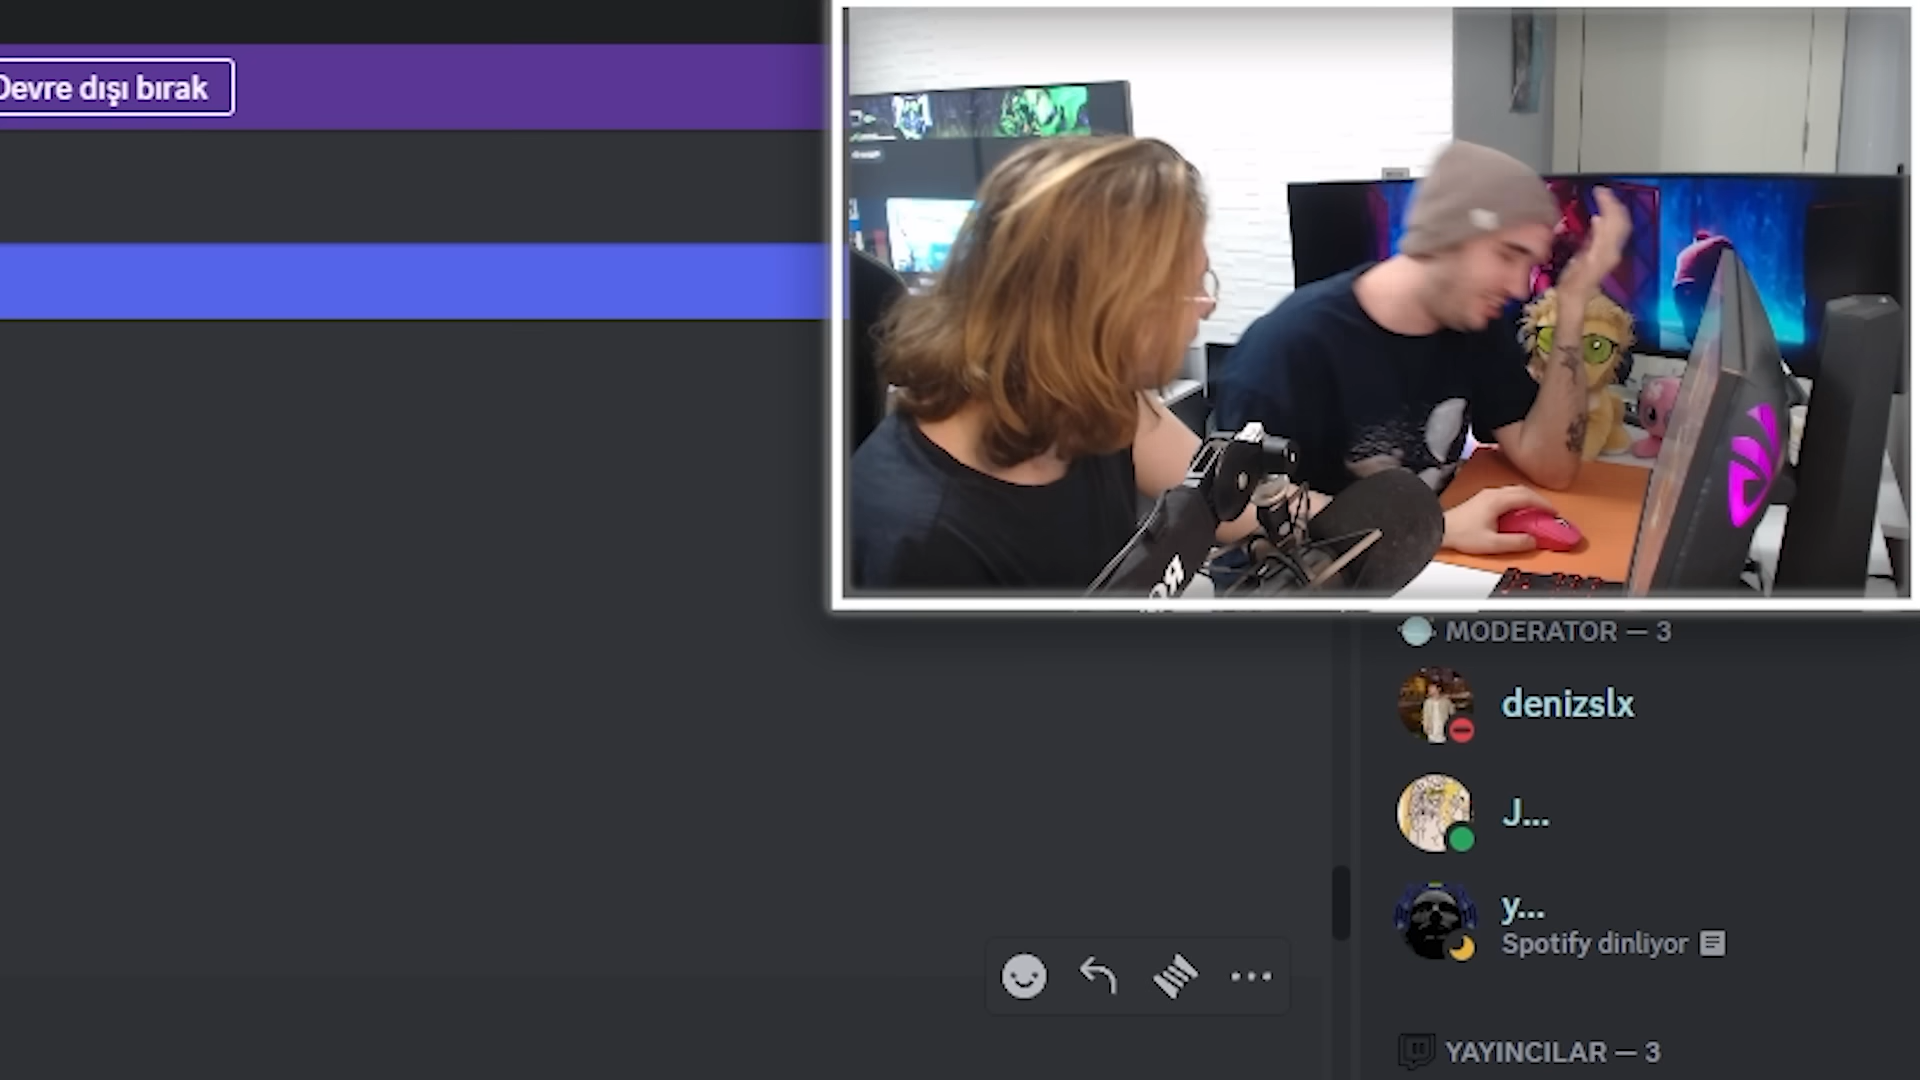 Devre dışı bırak
MODERATOR — 3
denizslx
J...
y...
Spotify dinliyor
YAYINCILAR — 3